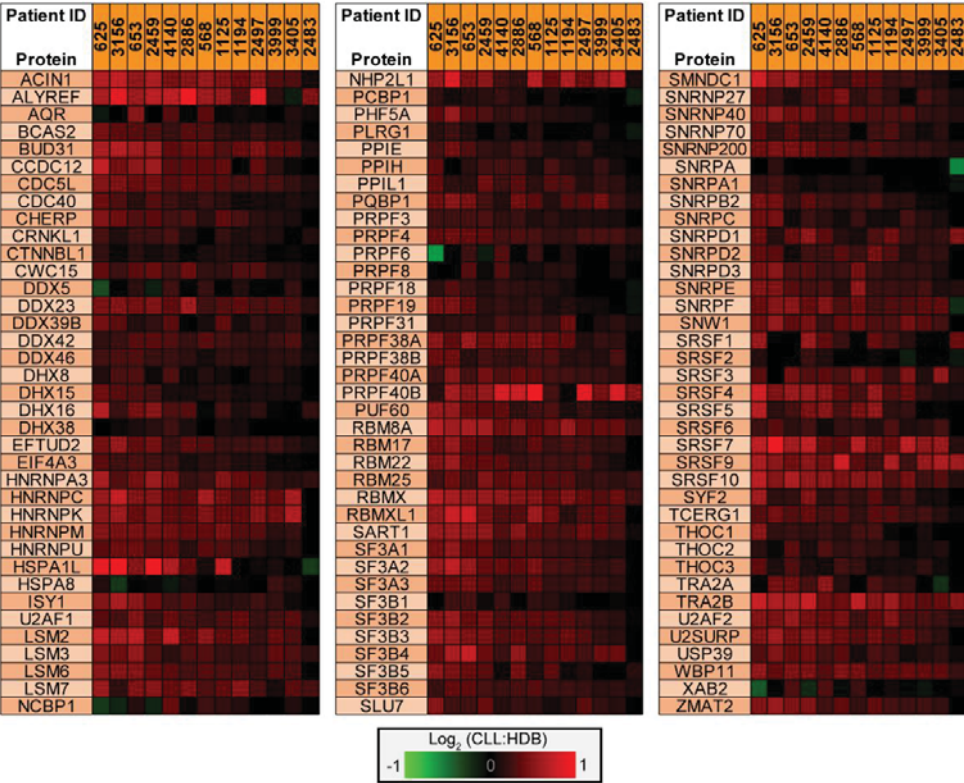 Patient ID
Protein
625 3156 653 2459 4140 2886 568 1125 1194 2497 3999 3405 2483
ACIN1
ALYREF
AQR
BCAS2
BUD31
CCDC12
CDC5L
CDC40
CHERP
CRNKL1
CTNNBL1
CWC15
DDX5
DDX23
DDX39B
DDX42
DDX46
DHX8
DHX15
DHX16
DHX38
EFTUD2
EIF4A3
HNRNPA3
HNRNPC
HNRNPK
HNRNPM
HNRNPU
HSPA1L
HSPA8
ISY1
U2AF1
LSM2
LSM3
LSM6
LSM7
NCBP1
Patient ID
Protein
625 3156 653 2459 4140 2886 568 1125 1194 2497 3999 3405 2483
NHP2L1
PCBP1
PHF5A
PLRG1
PPIE
PPIH
PPIL1
PQBP1
PRPF3
PRPF4
PRPF6
PRPF8
PRPF18
PRPF19
PRPF31
PRPF38A
PRPF38B
PRPF40A
PRPF40B
PUF60
RBM8A
RBM17
RBM22
RBM25
RBMX
RBMXL1
SART1
SF3A1
SF3A2
SF3A3
SF3B1
SF3B2
SF3B3
SF3B4
SF3B5
SF3B6
SLU7
Patient ID
Protein
625 3156 653 2459 4140 2886 568 1125 1194 2497 3999 3405 2483
SMNDC1
SNRNP27
SNRNP40
SNRNP70
SNRNP200
SNRPA
SNRPA1
SNRPB2
SNRPC
SNRPD1
SNRPD2
SNRPD3
SNRPE
SNRPF
SNW1
SRSF1
SRSF2
SRSF3
SRSF4
SRSF5
SRSF6
SRSF7
SRSF9
SRSF10
SYF2
TCERG1
THOC1
THOC2
THOC3
TRA2A
TRA2B
U2AF2
U2SURP
USP39
WBP11
XAB2
ZMAT2
Log2 (CLL:HDB)
-1 0 1